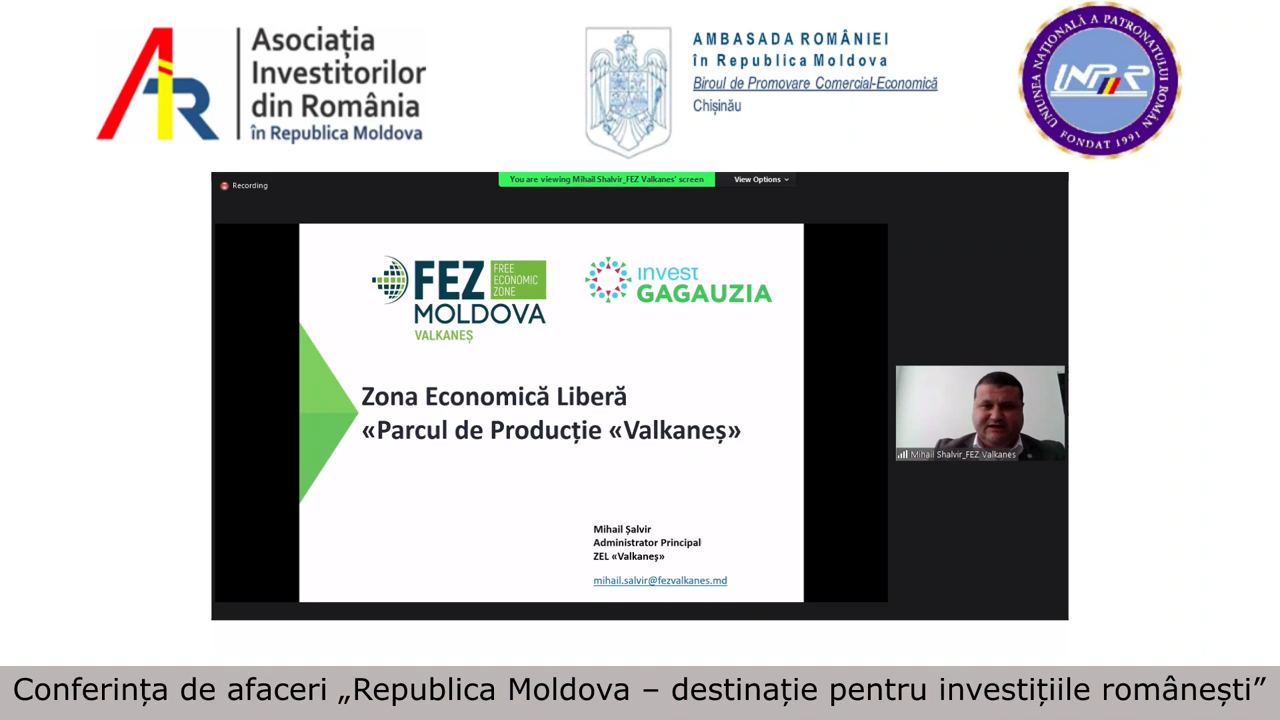 Asociația
Investitorilor
din România
în Republica Moldova
AMBASADA ROMÂNIEI
în Republica Moldova
Biroul de Promovare Comercial-Economică
Chișinău
UNIUNEA NAȚIONALĂ A PATRONATULUI ROMÂN
UNPR
FONDAT 1991
Recording
You are viewing Mihail Shalvir_FEZ Valkanes' screen
View Options
FEZ
FREE
ECONOMIC
ZONE
MOLDOVA
VALKANEȘ
invest
GAGAUZIA
Zona Economică Liberă
«Parcul de Producție «Valkaneș»
Mihail Șalvir
Administrator Principal
ZEL «Valkaneș»
mihail.salvir@fezvalkanes.md
Mihail Shalvir_FEZ Valkanes
Conferința de afaceri „Republica Moldova – destinație pentru investițiile românești”